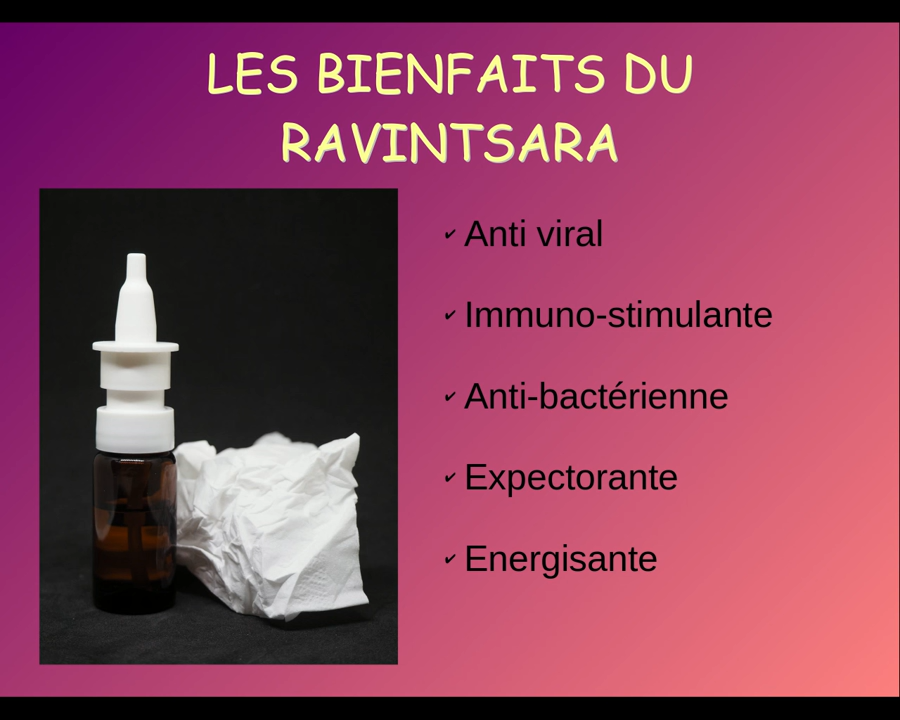 LES BIENFAITS DU
RAVINTSARA
✔ Anti viral
✔ Immuno-stimulante
✔ Anti-bactérienne
✔ Expectorante
✔ Energisante